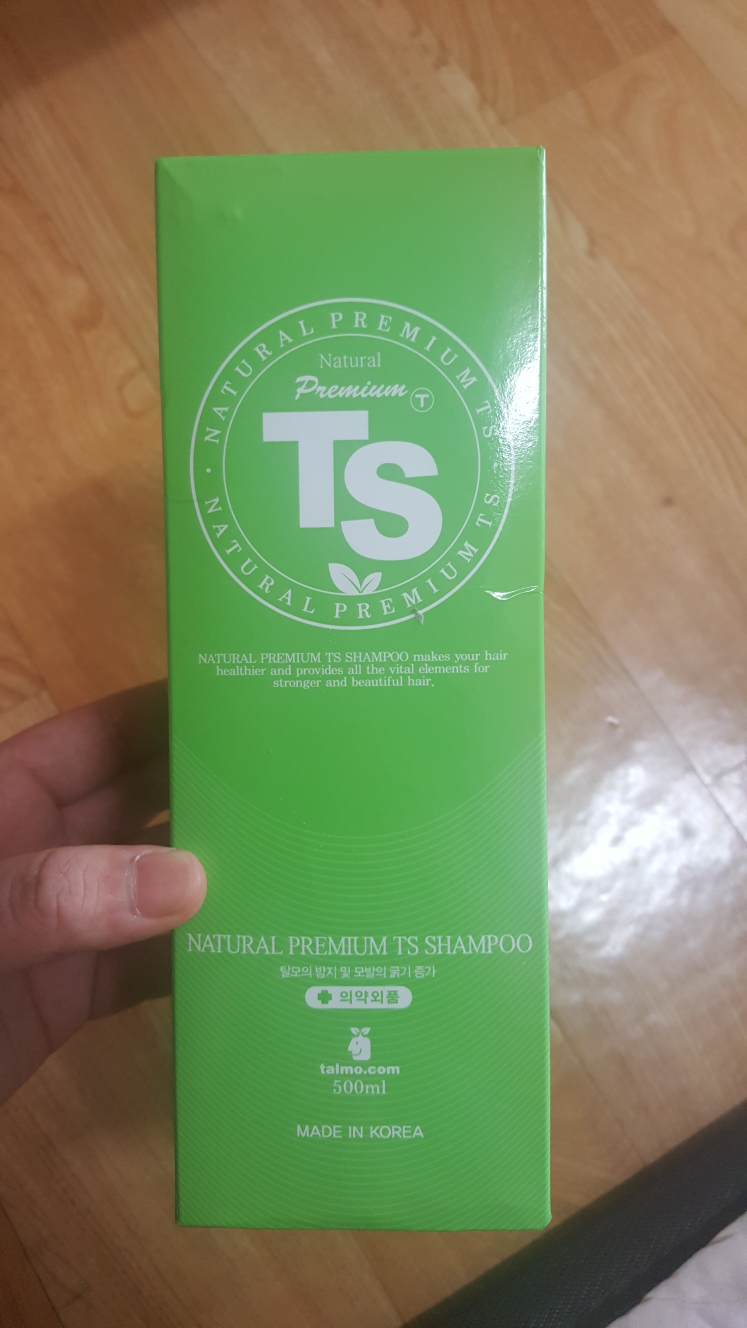 · NATURAL PREMIUM TS ·
Natural
Premium T
TS
NATURAL PREMIUM TS
NATURAL PREMIUM TS SHAMPOO makes your hair
healthier and provides all the vital elements for
stronger and beautiful hair.
NATURAL PREMIUM TS SHAMPOO
탈모의 방지 및 모발의 굵기 증가
의약외품
talmo.com
500ml
MADE IN KOREA